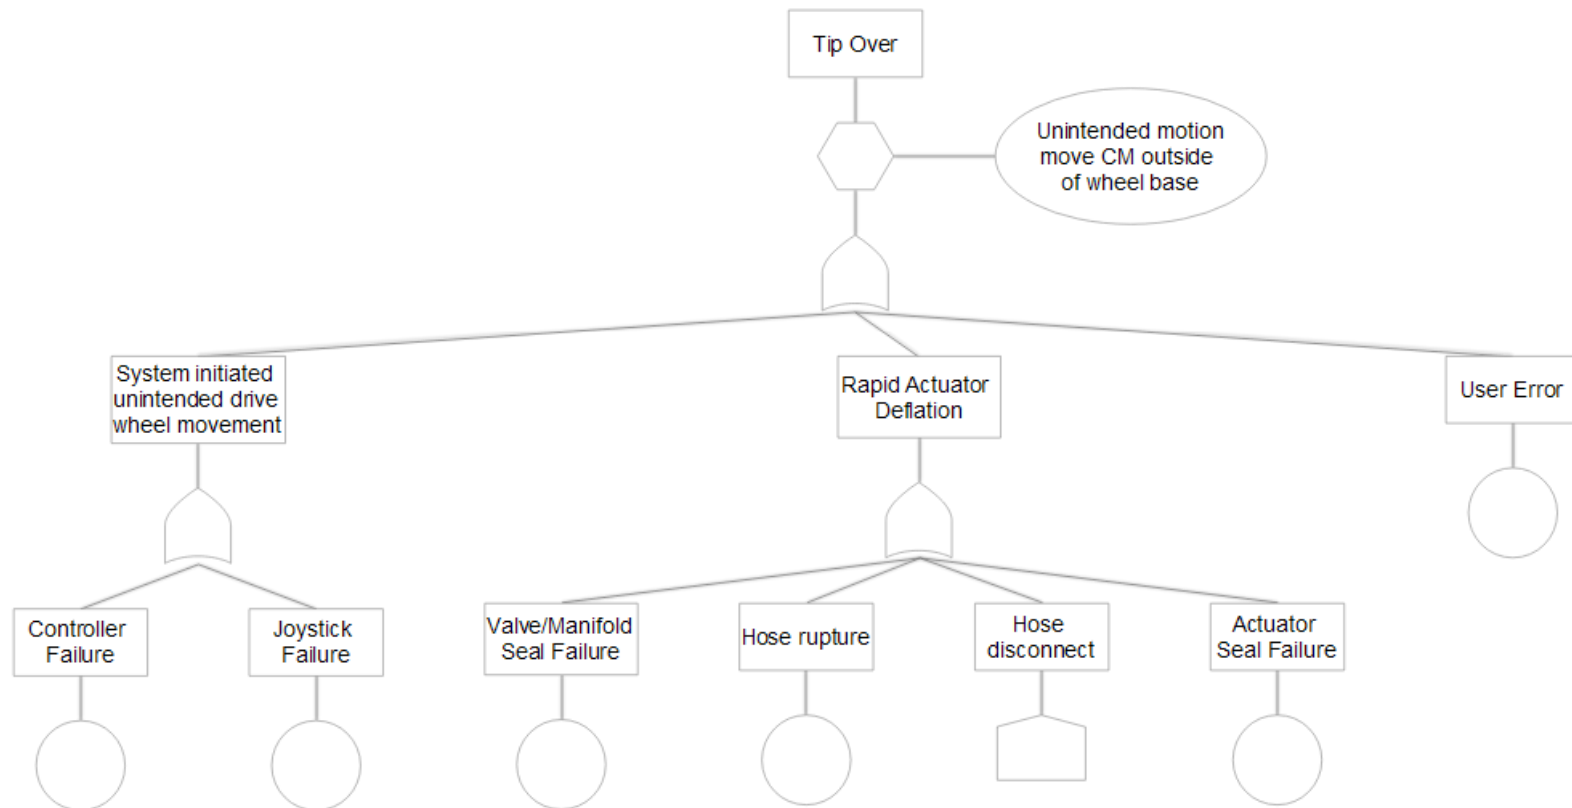 Tip Over
Unintended motion
move CM outside
of wheel base
System initiated
unintended drive
wheel movement
Rapid Actuator
Deflation
User Error
Controller
Failure
Joystick
Failure
Valve/Manifold
Seal Failure
Hose rupture
Hose
disconnect
Actuator
Seal Failure